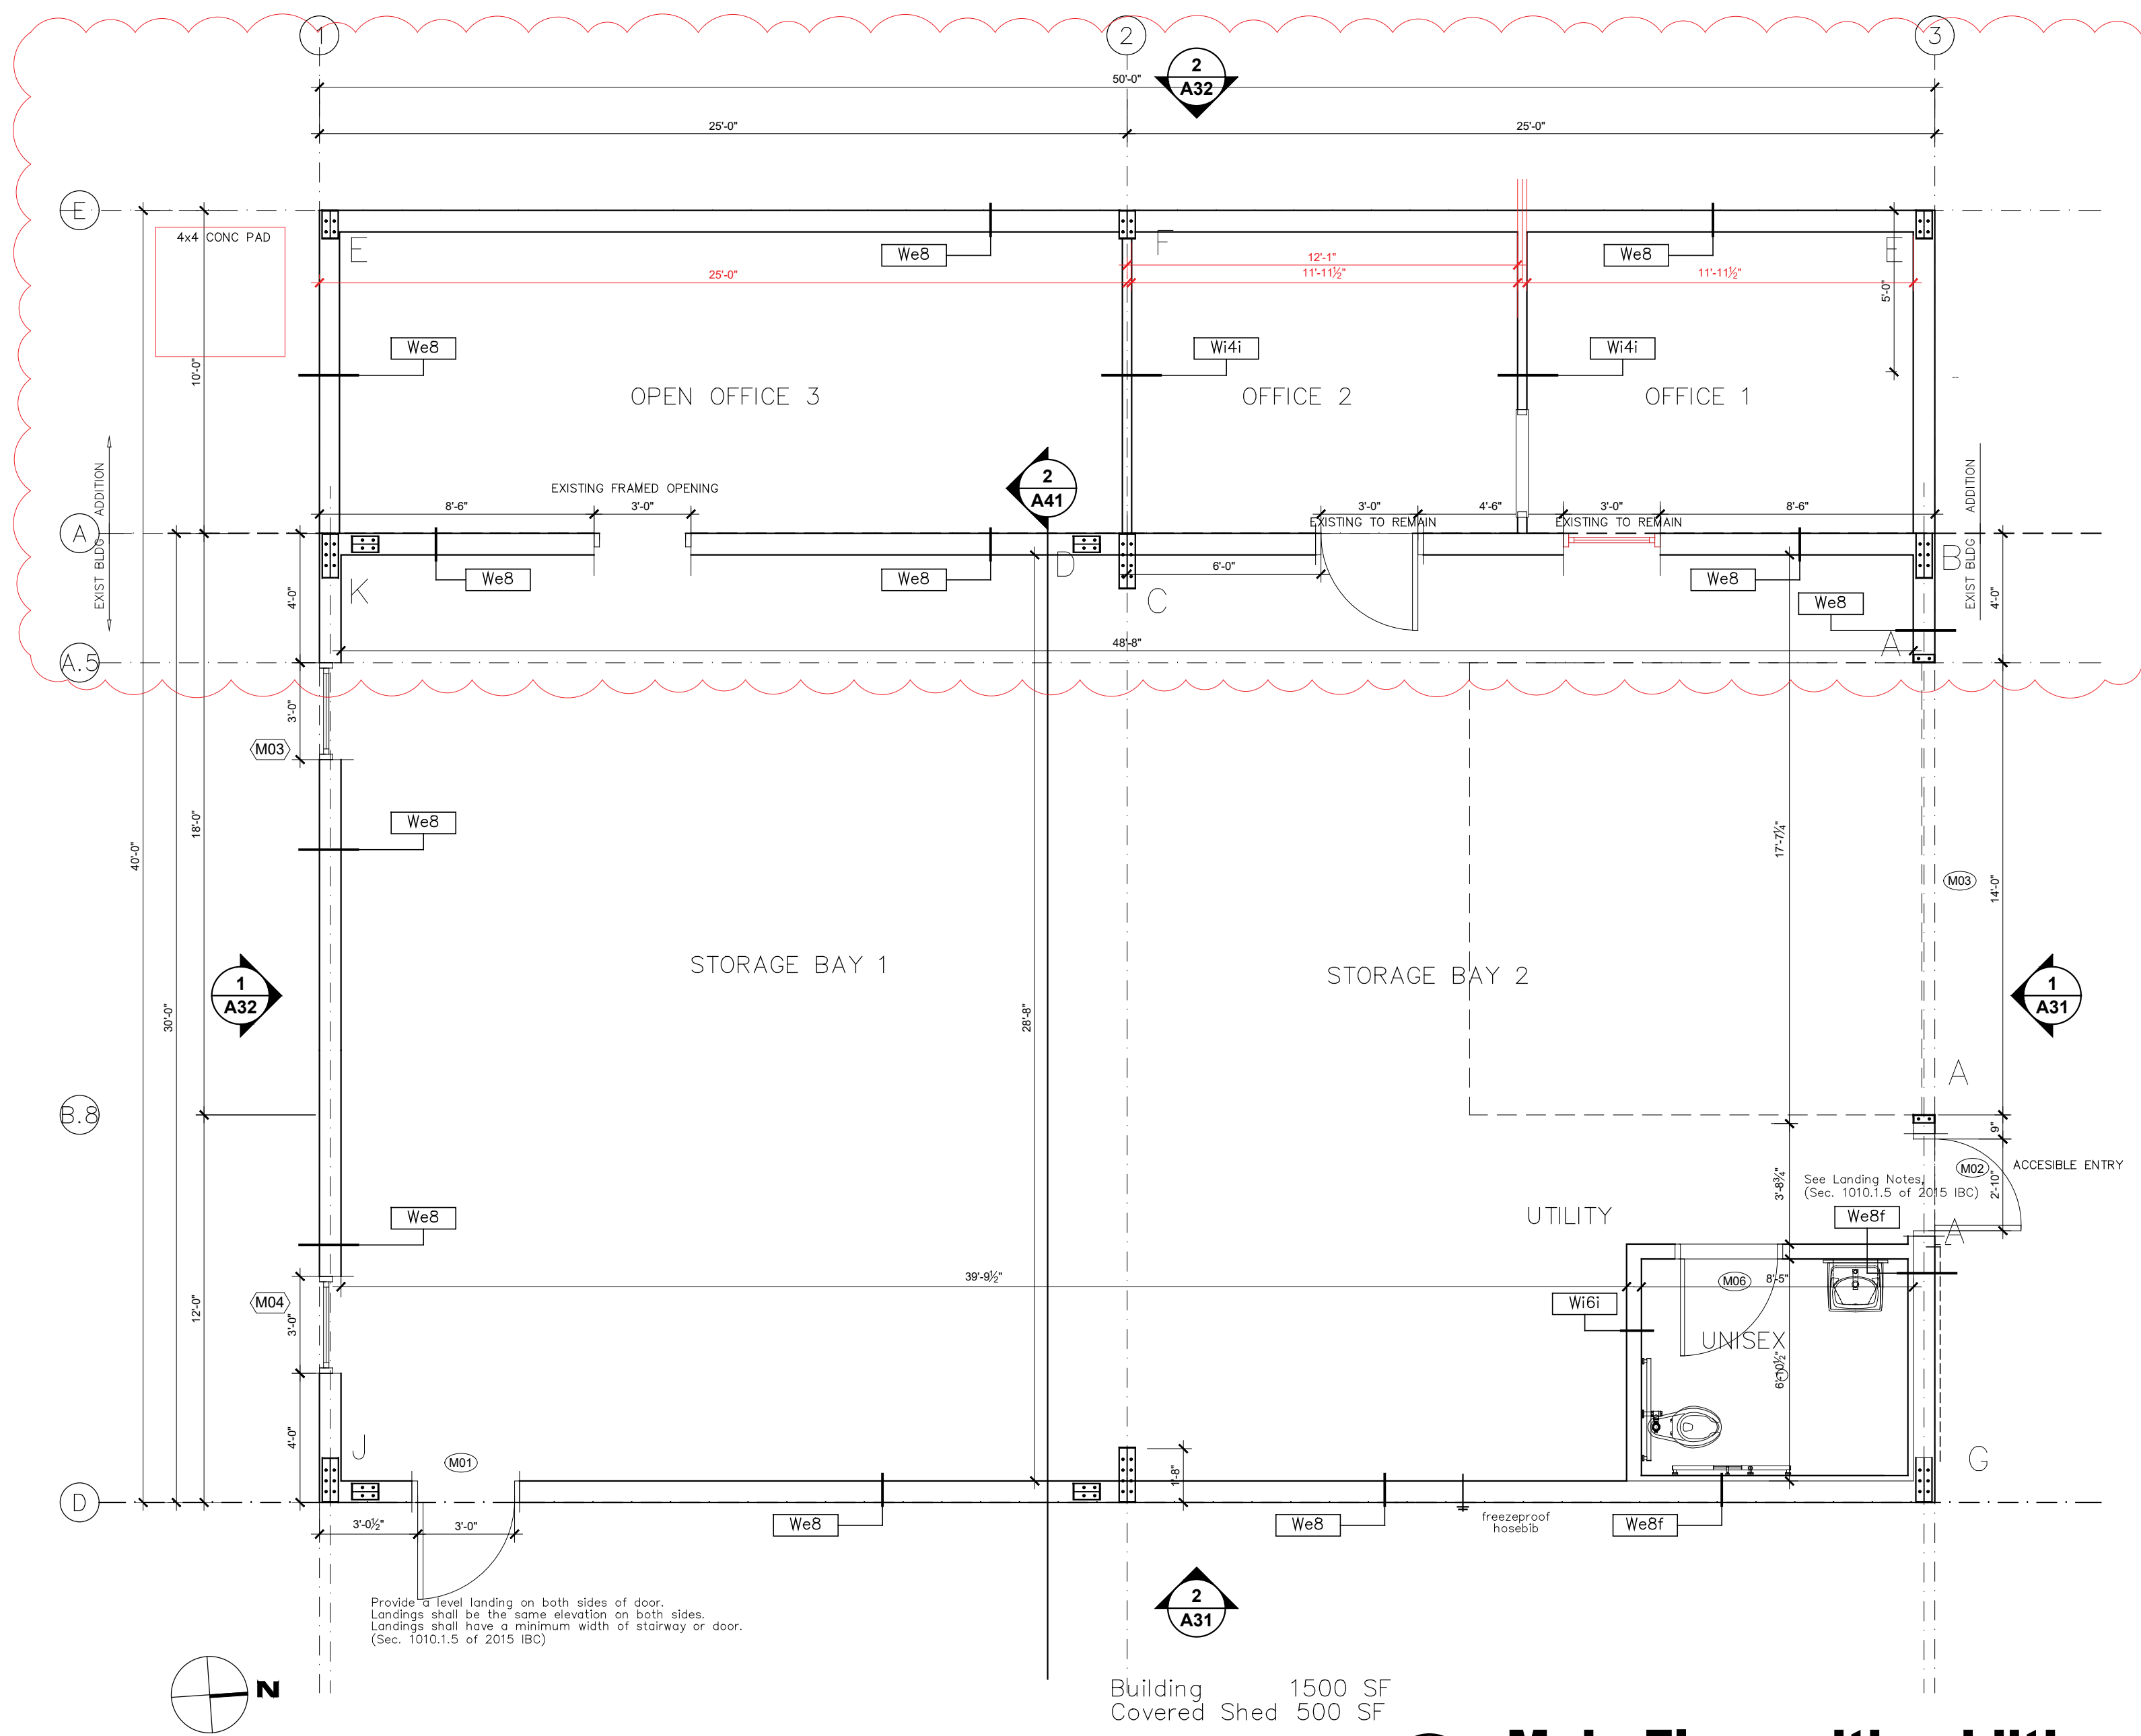 1
2
3
2
A32
50'-0"
25'-0"
25'-0"
E
4x4 CONC PAD
E
F
E
We8
We8
12'-1"
25'-0"
11'-11½"
11'-11½"
5'-0"
10'-0"
We8
Wi4i
Wi4i
OPEN OFFICE 3
OFFICE 2
OFFICE 1
ADDITION
EXIST BLDG
ADDITION
EXIST BLDG
EXISTING FRAMED OPENING
2
A41
8'-6"
3'-0"
3'-0"
4'-6"
3'-0"
8'-6"
EXISTING TO REMAIN
EXISTING TO REMAIN
A
B
D
6'-0"
We8
We8
We8
K
C
We8
4'-0"
4'-0"
48'-8"
A
A.5
3'-0"
M03
We8
40'-0"
18'-0"
17'-7¼"
M03
14'-0"
STORAGE BAY 1
STORAGE BAY 2
1
A32
30'-0"
28'-8"
1
A31
A
B.8
9"
M02
ACCESIBLE ENTRY
See Landing Notes,
(Sec. 1010.1.5 of 2015 IBC)
2'-10"
3'-8¾"
UTILITY
We8
We8f
A
39'-9½"
M06
8'-5"
M04
3'-0"
12'-0"
Wi6i
UNISEX
6'-10½"
4'-0"
J
M01
G
1'-8"
D
3'-0½"
3'-0"
We8
We8
freezeproof
hosebib
We8f
2
A31
Provide a level landing on both sides of door.
Landings shall be the same elevation on both sides.
Landings shall have a minimum width of stairway or door.
(Sec. 1010.1.5 of 2015 IBC)
N
Building 1500 SF
Covered Shed 500 SF